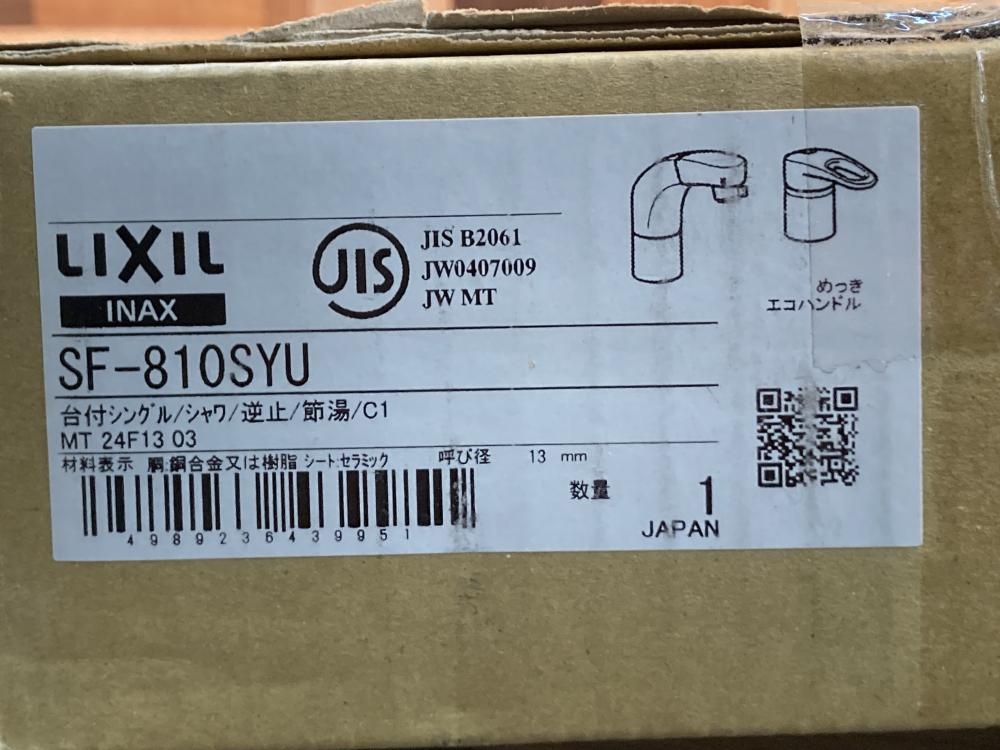 LIXIL
INAX
JIS
JIS B2061
JW0407009
JW MT
めっき
エコハンドル
SF-810SYU
台付シングル/シャワ/逆止/節湯/C1
MT 24F13 03
材料表示 胴:銅合金又は樹脂 シート:セラミック 呼び径 13 mm
数量 1
JAPAN
4989236439951